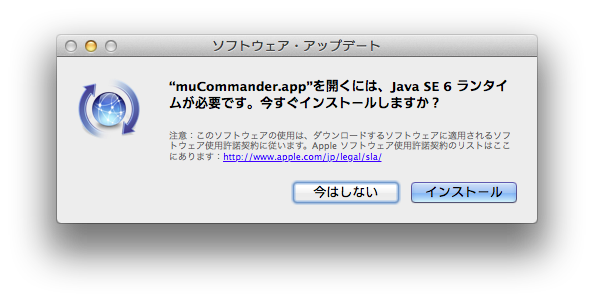 ソフトウェア・アップデート
“muCommander.app”を開くには、Java SE 6 ランタイ
ムが必要です。今すぐインストールしますか？
注意：このソフトウェアの使用は、ダウンロードするソフトウェアに適用されるソフ
トウェア使用許諾契約に従います。Apple ソフトウェア使用許諾契約のリストはここ
にあります：http://www.apple.com/jp/legal/sla/
今はしない
インストール